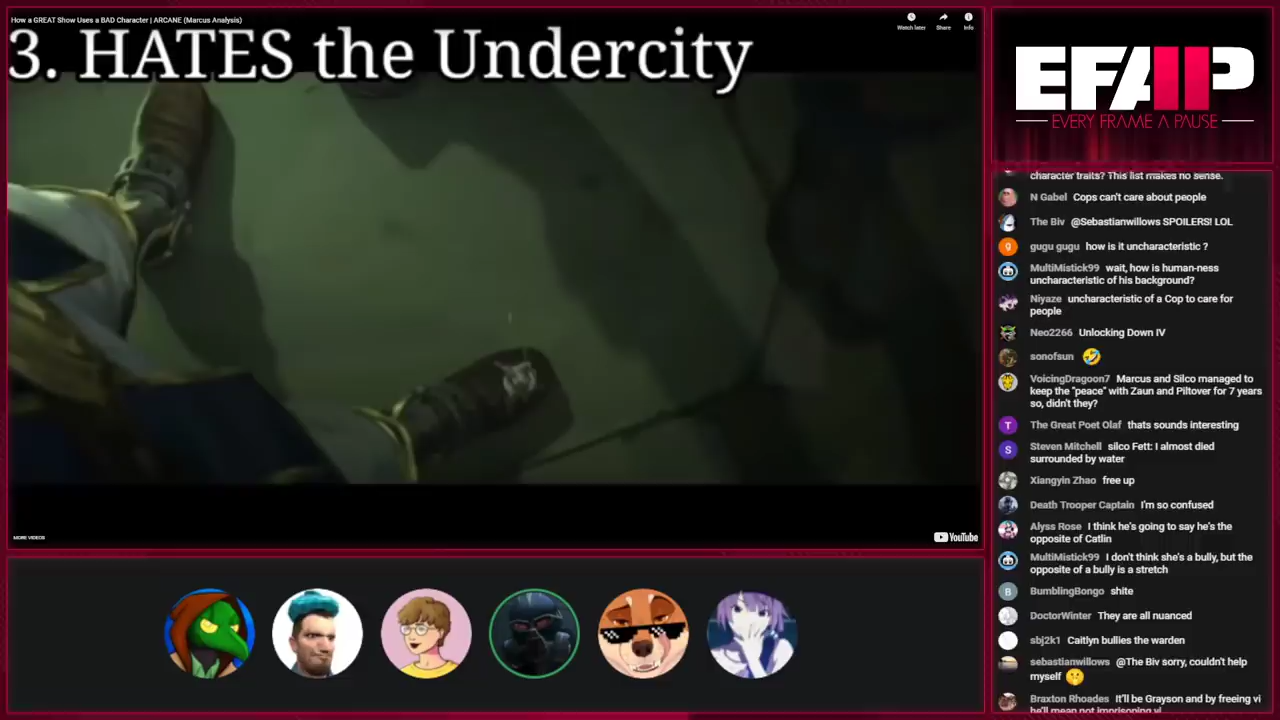 How a GREAT Show Uses a BAD Character | ARCANE (Marcus Analysis)
Watch later
Share
Info
3. HATES the Undercity
MORE VIDEOS
YouTube
EFAP
EVERY FRAME A PAUSE
character traits? This list makes no sense.
N Gabel Cops can't care about people
The Biv @Sebastianwillows SPOILERS! LOL
g
gugu gugu how is it uncharacteristic ?
MultiMistick99 wait, how is human-ness
uncharacteristic of his background?
Niyaze uncharacteristic of a Cop to care for
people
Neo2266 Unlocking Down IV
sonofsun 🤣
VoicingDragoon7 Marcus and Silco managed to
keep the "peace" with Zaun and Piltover for 7 years
so, didn't they?
T
The Great Poet Olaf thats sounds interesting
S
Steven Mitchell silco Fett: I almost died
surrounded by water
Xiangyin Zhao free up
Death Trooper Captain I'm so confused
Alyss Rose I think he's going to say he's the
opposite of Catlin
MultiMistick99 I don't think she's a bully, but the
opposite of a bully is a stretch
B
BumblingBongo shite
DoctorWinter They are all nuanced
sbj2k1 Caitlyn bullies the warden
sebastianwillows @The Biv sorry, couldn't help
myself 🤫
Braxton Rhoades It'll be Grayson and by freeing vi
he'll mean not imprisoning vi